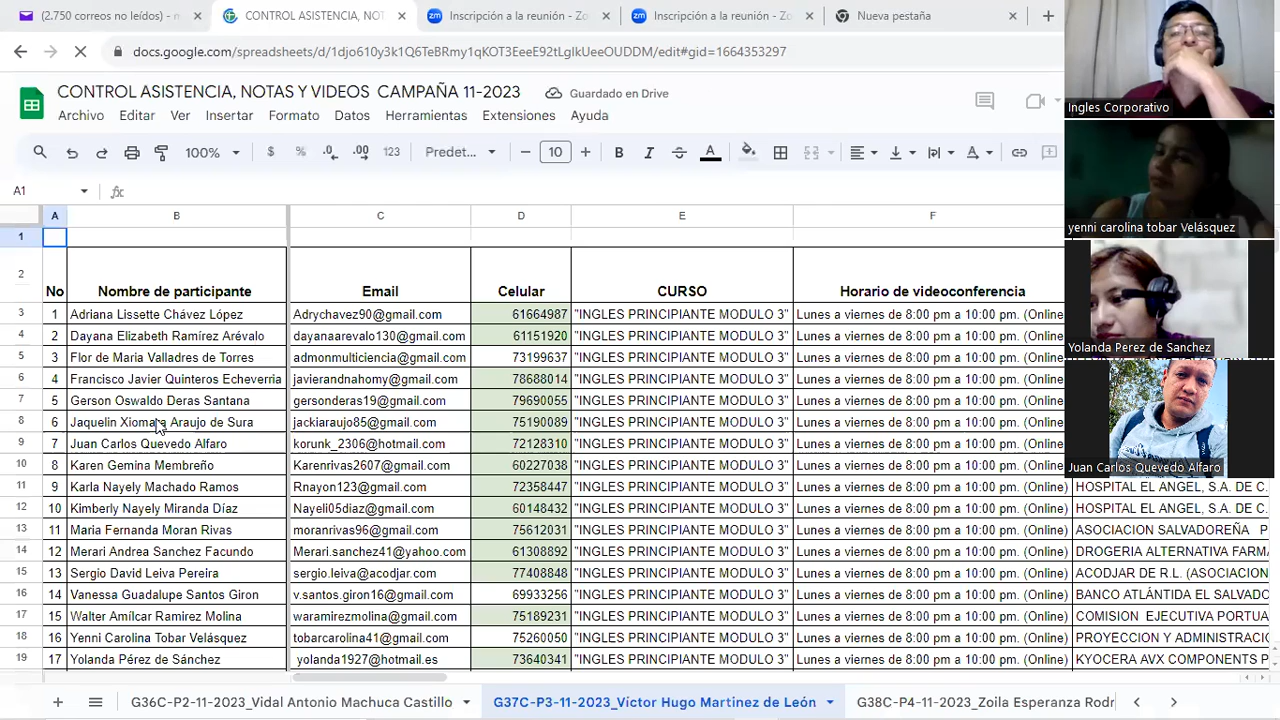 (2.750 correos no leídos) - m
CONTROL ASISTENCIA, NOT
Inscripción a la reunión - Zo
Inscripción a la reunión - Zo
Nueva pestaña
docs.google.com/spreadsheets/d/1djo610y3k1Q6TeBRmy1qKOT3EeeE92tLgIkUeeOUDDM/edit#gid=1664353297
CONTROL ASISTENCIA, NOTAS Y VIDEOS CAMPAÑA 11-2023
Guardado en Drive
Archivo Editar Ver Insertar Formato Datos Herramientas Extensiones Ayuda
100% $ % .0 .00 123 Predet... 10 B I A
A1 fx
A B C D E F
1
2 No Nombre de participante Email Celular CURSO Horario de videoconferencia
3 1 Adriana Lissette Chávez López Adrychavez90@gmail.com 61664987 "INGLES PRINCIPIANTE MODULO 3" Lunes a viernes de 8:00 pm a 10:00 pm. (Online
4 2 Dayana Elizabeth Ramírez Arévalo dayanaarevalo130@gmail.com 61151920 "INGLES PRINCIPIANTE MODULO 3" Lunes a viernes de 8:00 pm a 10:00 pm. (Online
5 3 Flor de Maria Valladres de Torres admonmulticiencia@gmail.com 73199637 "INGLES PRINCIPIANTE MODULO 3" Lunes a viernes de 8:00 pm a 10:00 pm. (Online
6 4 Francisco Javier Quinteros Echeverria javierandnahomy@gmail.com 78688014 "INGLES PRINCIPIANTE MODULO 3" Lunes a viernes de 8:00 pm a 10:00 pm. (Online
7 5 Gerson Oswaldo Deras Santana gersonderas19@gmail.com 79690055 "INGLES PRINCIPIANTE MODULO 3" Lunes a viernes de 8:00 pm a 10:00 pm. (Online
8 6 Jaquelin Xiomara Araujo de Sura jackiaraujo85@gmail.com 75190089 "INGLES PRINCIPIANTE MODULO 3" Lunes a viernes de 8:00 pm a 10:00 pm. (Online
9 7 Juan Carlos Quevedo Alfaro korunk_2306@hotmail.com 72128310 "INGLES PRINCIPIANTE MODULO 3" Lunes a viernes de 8:00 pm a 10:00 pm. (Online
10 8 Karen Gemina Membreño Karenrivas2607@gmail.com 60227038 "INGLES PRINCIPIANTE MODULO 3" Lunes a viernes de 8:00 pm a 10:00 pm. (Online
11 9 Karla Nayely Machado Ramos Rnayon123@gmail.com 72358447 "INGLES PRINCIPIANTE MODULO 3" Lunes a viernes de 8:00 pm a 10:00 pm. (Online) HOSPITAL EL ANGEL, S.A. DE C.
12 10 Kimberly Nayely Miranda Díaz Nayeli05diaz@gmail.com 60148432 "INGLES PRINCIPIANTE MODULO 3" Lunes a viernes de 8:00 pm a 10:00 pm. (Online) HOSPITAL EL ANGEL, S.A. DE C.
13 11 Maria Fernanda Moran Rivas moranrivas96@gmail.com 75612031 "INGLES PRINCIPIANTE MODULO 3" Lunes a viernes de 8:00 pm a 10:00 pm. (Online) ASOCIACION SALVADOREÑA P
14 12 Merari Andrea Sanchez Facundo Merari.sanchez41@yahoo.com 61308892 "INGLES PRINCIPIANTE MODULO 3" Lunes a viernes de 8:00 pm a 10:00 pm. (Online) DROGERIA ALTERNATIVA FARM
15 13 Sergio David Leiva Pereira sergio.leiva@acodjar.com 77408848 "INGLES PRINCIPIANTE MODULO 3" Lunes a viernes de 8:00 pm a 10:00 pm. (Online) ACODJAR DE R.L. (ASOCIACION
16 14 Vanessa Guadalupe Santos Giron v.santos.giron16@gmail.com 69933256 "INGLES PRINCIPIANTE MODULO 3" Lunes a viernes de 8:00 pm a 10:00 pm. (Online) BANCO ATLÁNTIDA EL SALVADO
17 15 Walter Amílcar Ramirez Molina waramirezmolina@gmail.com 75189231 "INGLES PRINCIPIANTE MODULO 3" Lunes a viernes de 8:00 pm a 10:00 pm. (Online) COMISION EJECUTIVA PORTUA
18 16 Yenni Carolina Tobar Velásquez tobarcarolina41@gmail.com 75260050 "INGLES PRINCIPIANTE MODULO 3" Lunes a viernes de 8:00 pm a 10:00 pm. (Online) PROYECCION Y ADMINISTRACIO
19 17 Yolanda Pérez de Sánchez yolanda1927@hotmail.es 73640341 "INGLES PRINCIPIANTE MODULO 3" Lunes a viernes de 8:00 pm a 10:00 pm. (Online) KYOCERA AVX COMPONENTS P
G36C-P2-11-2023_Vidal Antonio Machuca Castillo
G37C-P3-11-2023_Víctor Hugo Martinez de León
G38C-P4-11-2023_Zoila Esperanza Rodr
Ingles Corporativo
yenni carolina tobar Velásquez
Yolanda Perez de Sanchez
Juan Carlos Quevedo Alfaro